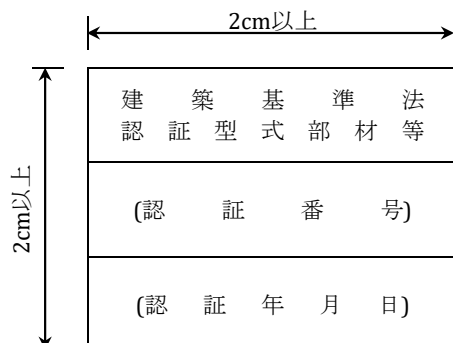 2cm以上
2cm以上
建築基準法
認証型式部材等
(認証番号)
(認証年月日)